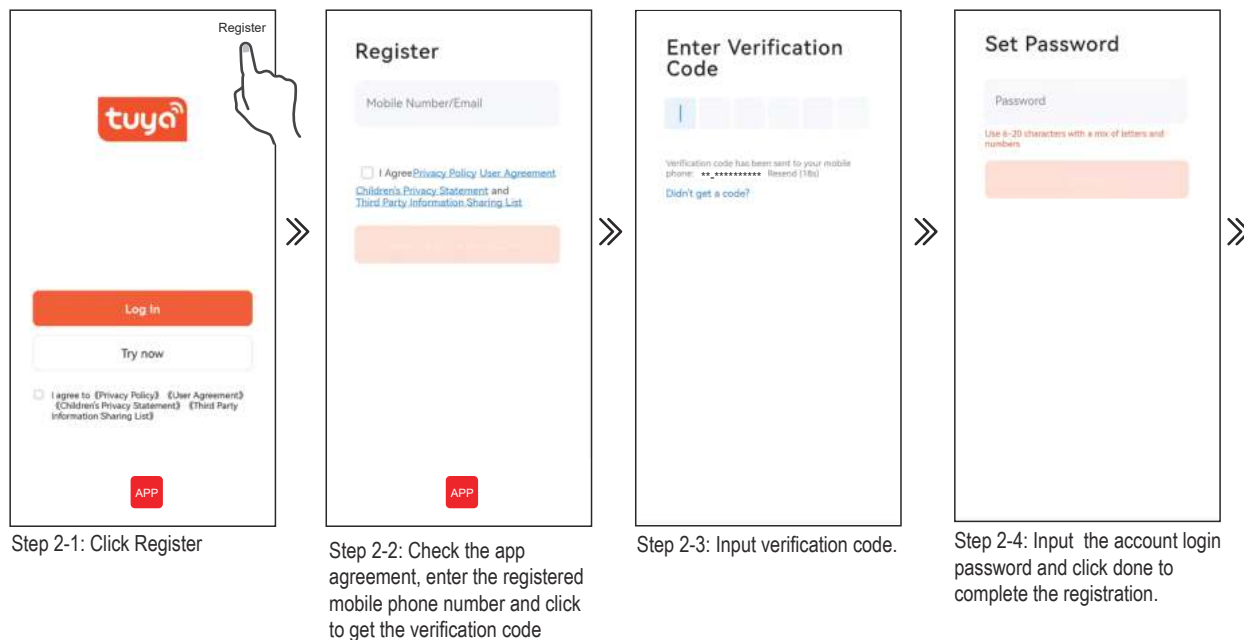 Register
tuya
Log In
Try now
I agree to 《Privacy Policy》 《User Agreement》
《Children's Privacy Statement》 《Third Party
Information Sharing List》
APP
Step 2-1: Click Register
Register
Mobile Number/Email
I Agree Privacy Policy User Agreement
Children's Privacy Statement and
Third Party Information Sharing List
APP
Step 2-2: Check the app
agreement, enter the registered
mobile phone number and click
to get the verification code
Enter Verification
Code
Verification code has been sent to your mobile
phone: **_********** Resend (18s)
Didn't get a code?
Step 2-3: Input verification code.
Set Password
Password
Use 6-20 characters with a mix of letters and
numbers
Step 2-4: Input the account login
password and click done to
complete the registration.